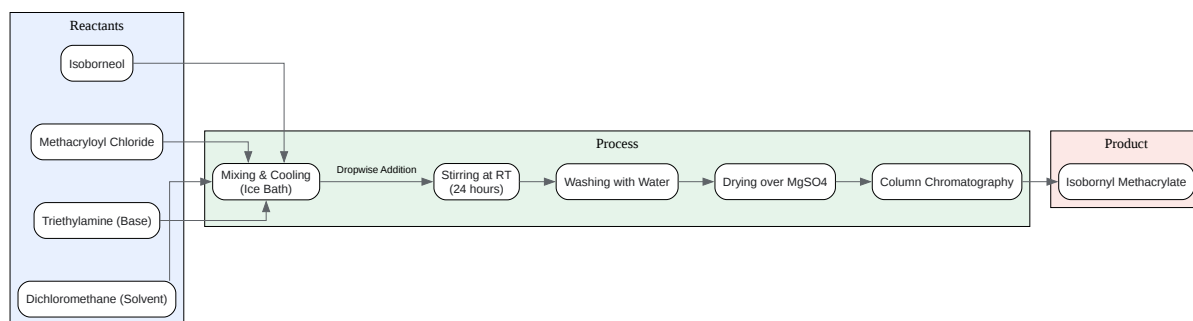 Reactants
Isoborneol
Methacryloyl Chloride
Triethylamine (Base)
Dichloromethane (Solvent)
Process
Mixing & Cooling
(Ice Bath)
Dropwise Addition
Stirring at RT
(24 hours)
Washing with Water
Drying over MgSO4
Column Chromatography
Product
Isobornyl Methacrylate